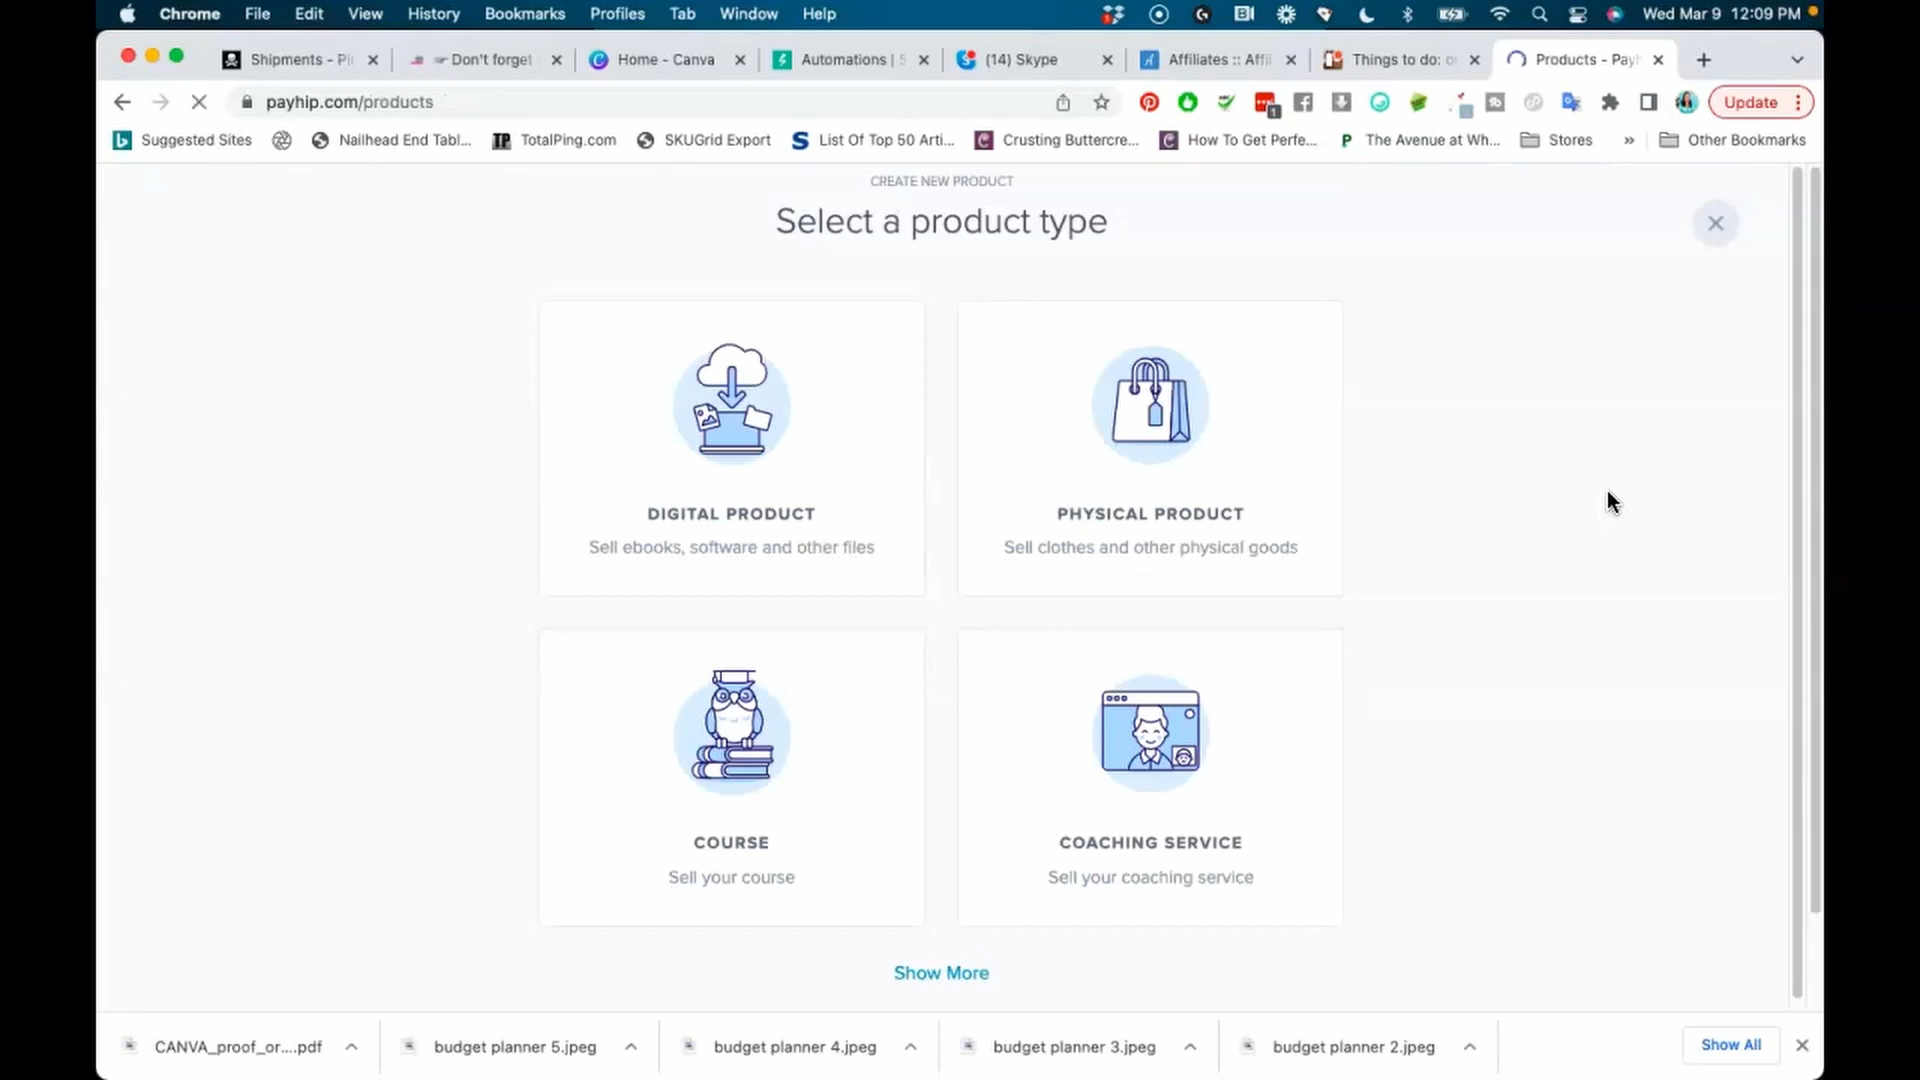 Chrome File Edit View History Bookmarks Profiles Tab Window Help Wed Mar 9 12:09 PM
Shipments - Pi Don't forget Home - Canva Automations | S (14) Skype Affiliates :: Affil Things to do: o Products - Payh
payhip.com/products Update
Suggested Sites Nailhead End Tabl... TotalPing.com SKUGrid Export List Of Top 50 Arti... Crusting Buttercre... How To Get Perfe... The Avenue at Wh... Stores » Other Bookmarks
CREATE NEW PRODUCT
Select a product type
DIGITAL PRODUCT
Sell ebooks, software and other files
PHYSICAL PRODUCT
Sell clothes and other physical goods
COURSE
Sell your course
COACHING SERVICE
Sell your coaching service
Show More
CANVA_proof_or....pdf budget planner 5.jpeg budget planner 4.jpeg budget planner 3.jpeg budget planner 2.jpeg Show All